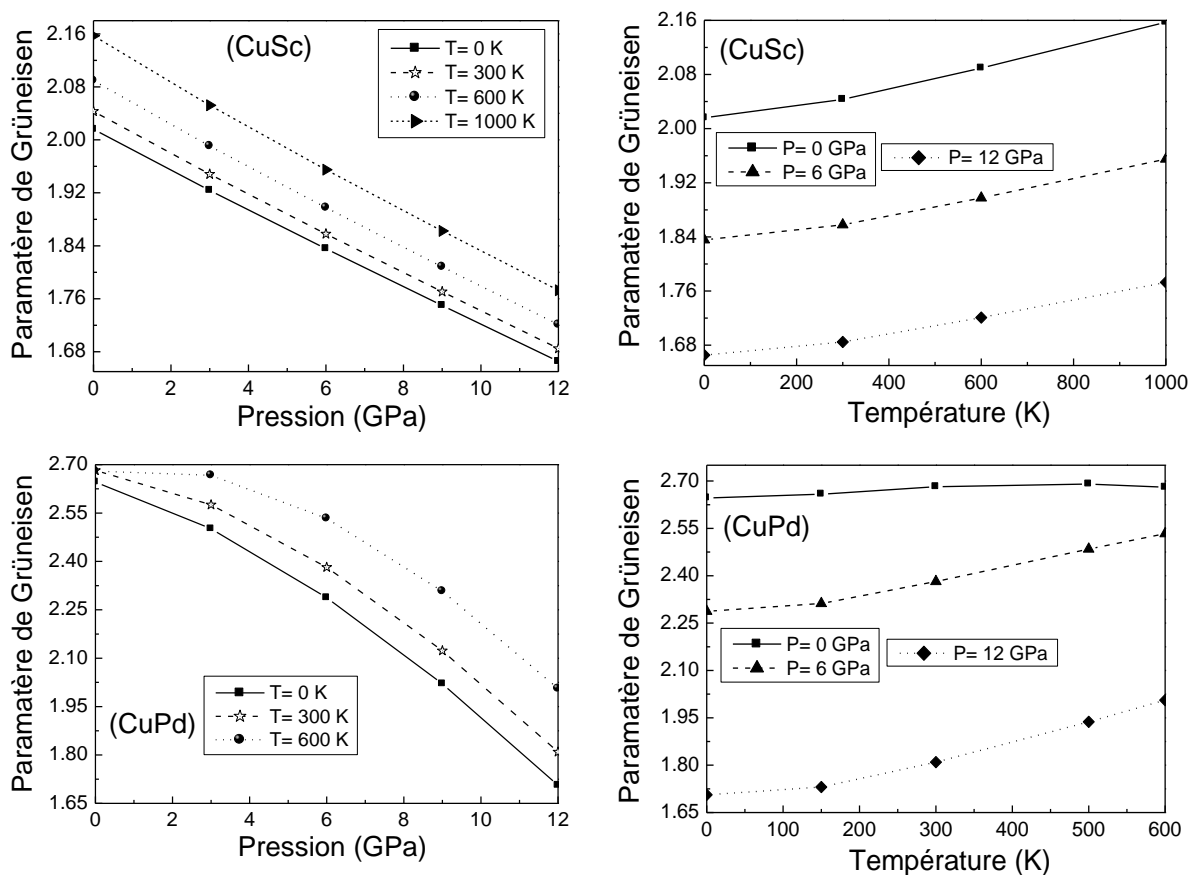 2.16
2.08
2.00
1.92
1.84
1.76
1.68
0 2 4 6 8 10 12
Paramatère de Grüneisen
Pression (GPa)
(CuSc)
T= 0 K
T= 300 K
T= 600 K
T= 1000 K
2.16
2.08
2.00
1.92
1.84
1.76
1.68
0 200 400 600 800 1000
Paramatère de Grüneisen
Température (K)
(CuSc)
P= 0 GPa
P= 6 GPa
P= 12 GPa
2.70
2.55
2.40
2.25
2.10
1.95
1.80
1.65
0 2 4 6 8 10 12
Paramatère de Grüneisen
Pression (GPa)
(CuPd)
T= 0 K
T= 300 K
T= 600 K
2.70
2.55
2.40
2.25
2.10
1.95
1.80
1.65
0 100 200 300 400 500 600
Paramatère de Grüneisen
Température (K)
(CuPd)
P= 0 GPa
P= 6 GPa
P= 12 GPa